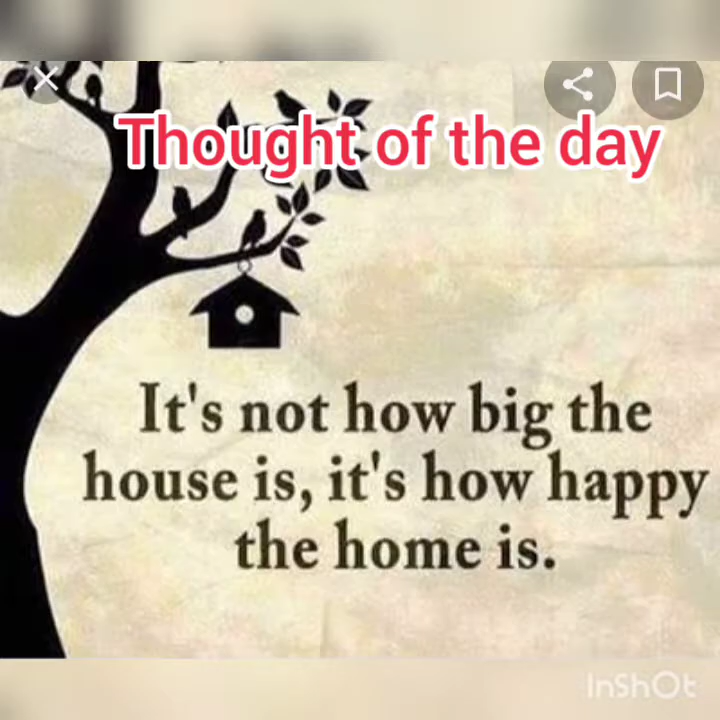 Thought of the day
It's not how big the
house is, it's how happy
the home is.
InShOt